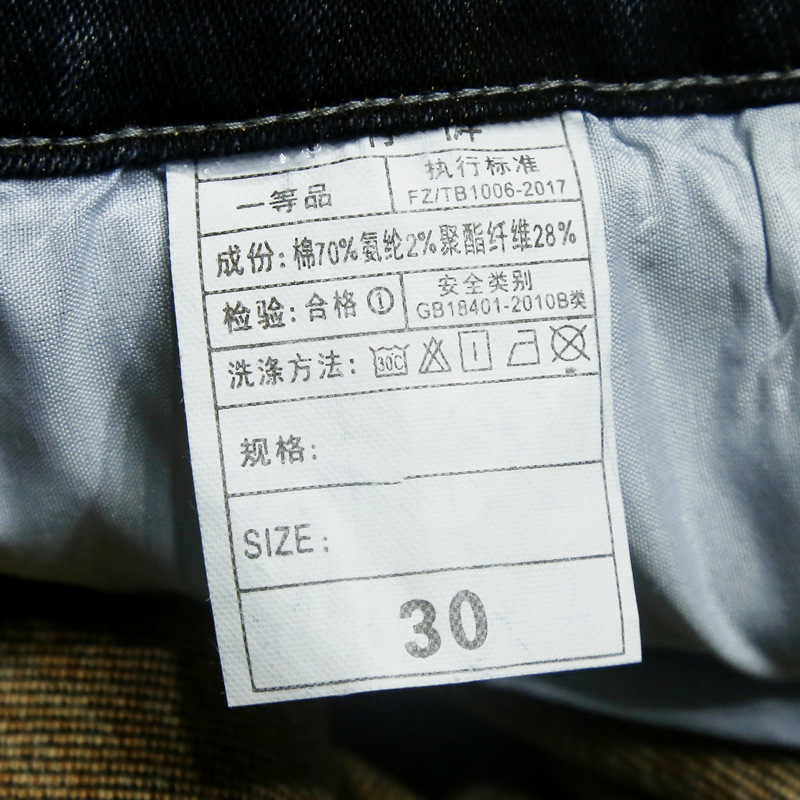 一等品
执行标准
FZ/TB1006-2017
成份:棉70%氨纶2%聚酯纤维28%
检验:合格①
安全类别
GB18401-2010B类
洗涤方法: 30C
规格:
SIZE:
30